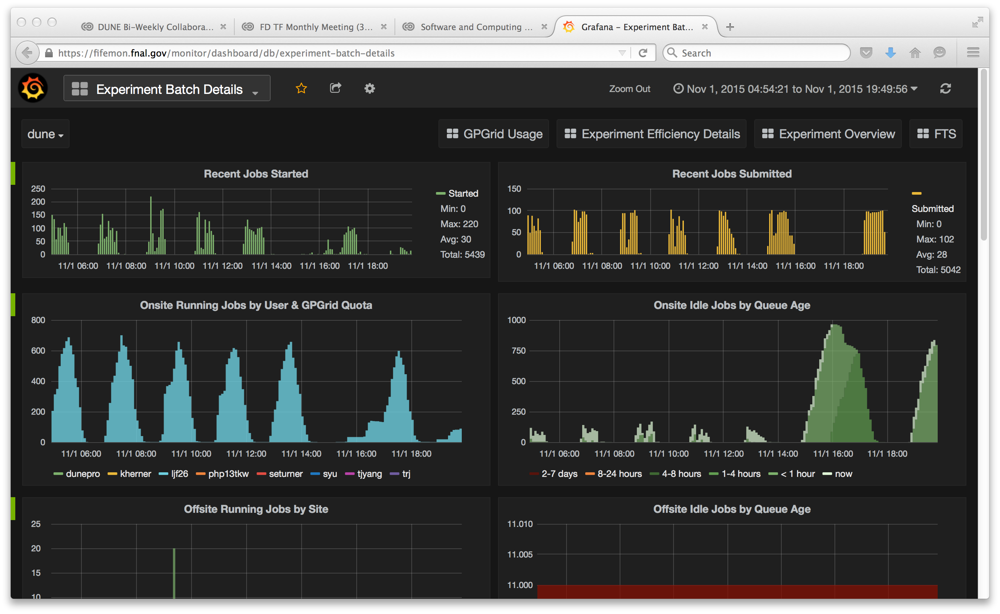 DUNE Bi-Weekly Collabora...
FD TF Monthly Meeting (3...
Software and Computing ...
Grafana - Experiment Bat...
https://fifemon.fnal.gov/monitor/dashboard/db/experiment-batch-details
Search
Experiment Batch Details
Zoom Out
Nov 1, 2015 04:54:21 to Nov 1, 2015 19:49:56
dune
GPGrid Usage
Experiment Efficiency Details
Experiment Overview
FTS
Recent Jobs Started
250
200
150
100
50
0
11/1 06:00 11/1 08:00 11/1 10:00 11/1 12:00 11/1 14:00 11/1 16:00 11/1 18:00
Started
Min: 0
Max: 220
Avg: 30
Total: 5439
Recent Jobs Submitted
150
100
50
0
11/1 06:00 11/1 08:00 11/1 10:00 11/1 12:00 11/1 14:00 11/1 16:00 11/1 18:00
Submitted
Min: 0
Max: 102
Avg: 28
Total: 5042
Onsite Running Jobs by User & GPGrid Quota
800
600
400
200
0
11/1 06:00 11/1 08:00 11/1 10:00 11/1 12:00 11/1 14:00 11/1 16:00 11/1 18:00
dunepro kherner ljf26 php13tkw seturner syu tjyang trj
Onsite Idle Jobs by Queue Age
1000
750
500
250
0
11/1 06:00 11/1 08:00 11/1 10:00 11/1 12:00 11/1 14:00 11/1 16:00 11/1 18:00
2-7 days 8-24 hours 4-8 hours 1-4 hours < 1 hour now
Offsite Running Jobs by Site
25
20
15
10
Offsite Idle Jobs by Queue Age
11.010
11.005
11.000